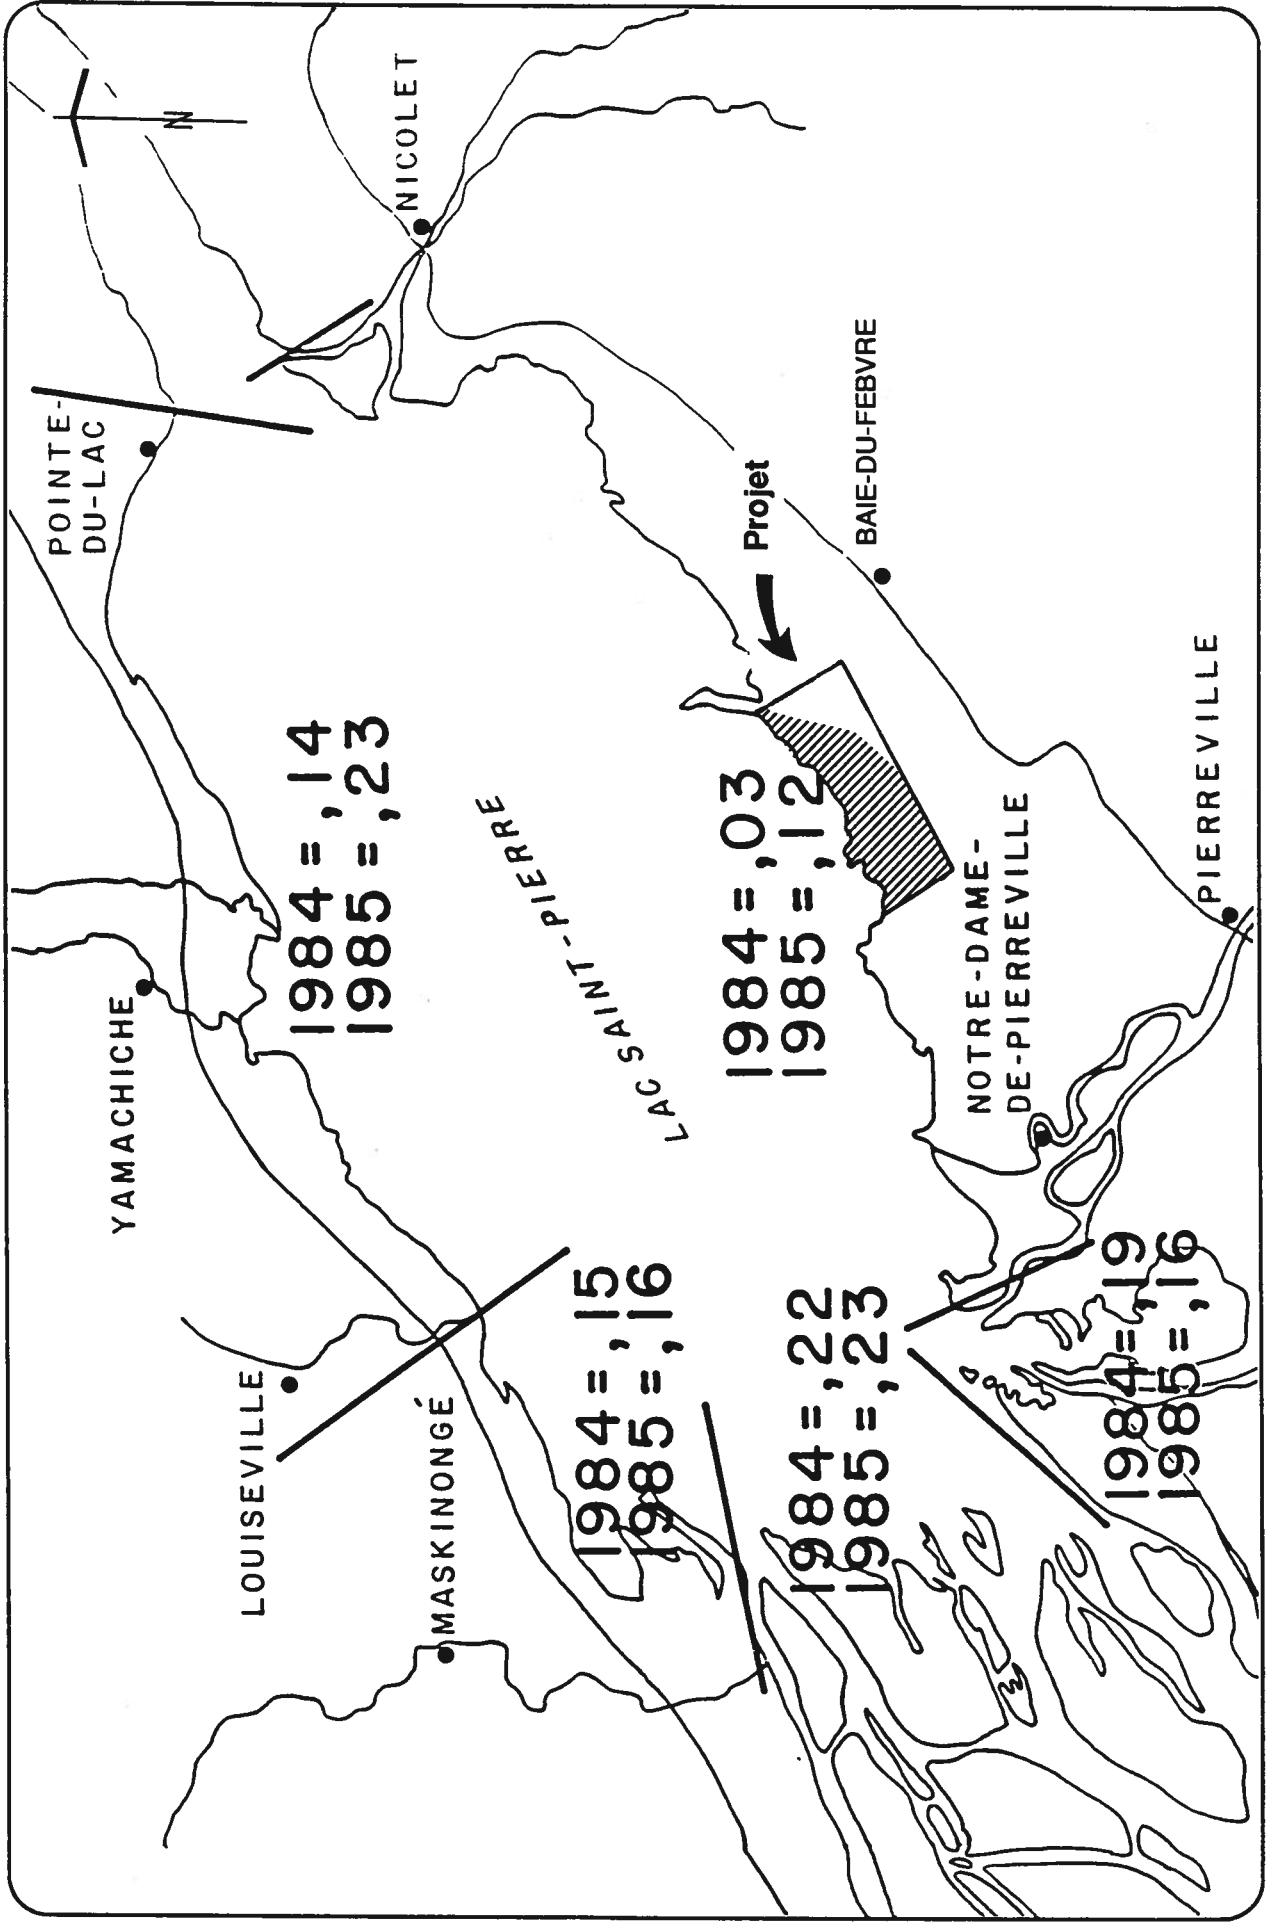 N
NICOLET
POINTE-
DU-LAC
YAMACHICHE
LOUISEVILLE
MASKINONGÉ
1984 = ,14
1985 = ,23
LAC SAINT-PIERRE
1984 = ,03
1985 = ,12
Projet
BAIE-DU-FEBVRE
1984 = ,15
1985 = ,16
1984 = ,22
1985 = ,23
NOTRE-DAME-
DE-PIERREVILLE
PIERREVILLE
1984 = ,19
1985 = ,16